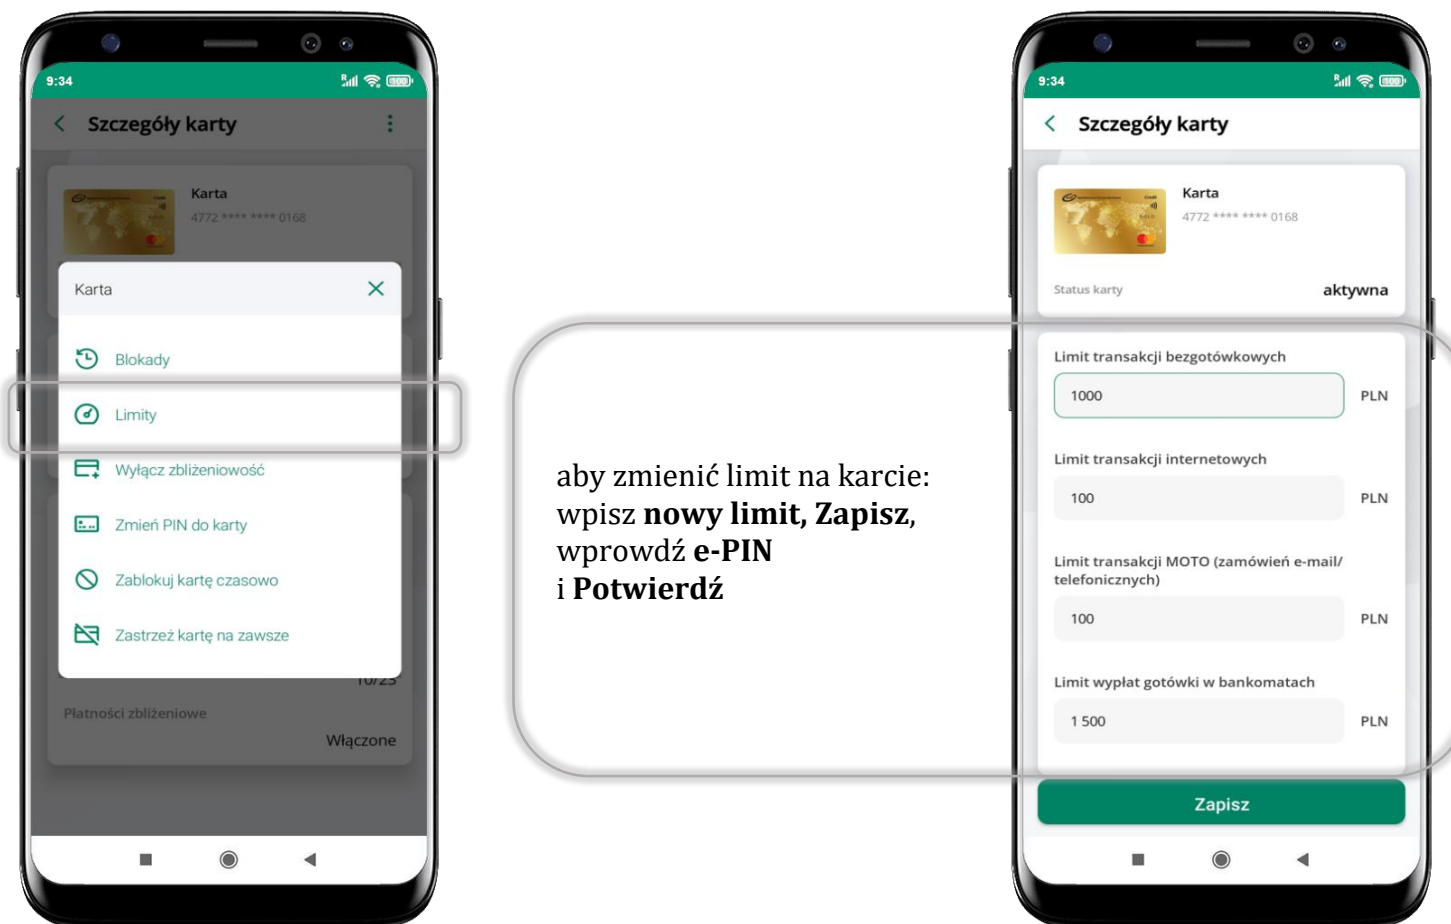 9:34
Szczegóły karty
Karta
4772 **** **** 0168
Karta
Blokady
Limity
Wyłącz zbliżeniowość
Zmień PIN do karty
Zablokuj kartę czasowo
Zastrzeż kartę na zawsze
10/25
Płatności zbliżeniowe
Włączone
aby zmienić limit na karcie:
wpisz nowy limit, Zapisz,
wprowdź e-PIN
i Potwierdź
9:34
Szczegóły karty
Karta
4772 **** **** 0168
Status karty aktywna
Limit transakcji bezgotówkowych
1000 PLN
Limit transakcji internetowych
100 PLN
Limit transakcji MOTO (zamówień e-mail/
telefonicznych)
100 PLN
Limit wypłat gotówki w bankomatach
1 500 PLN
Zapisz